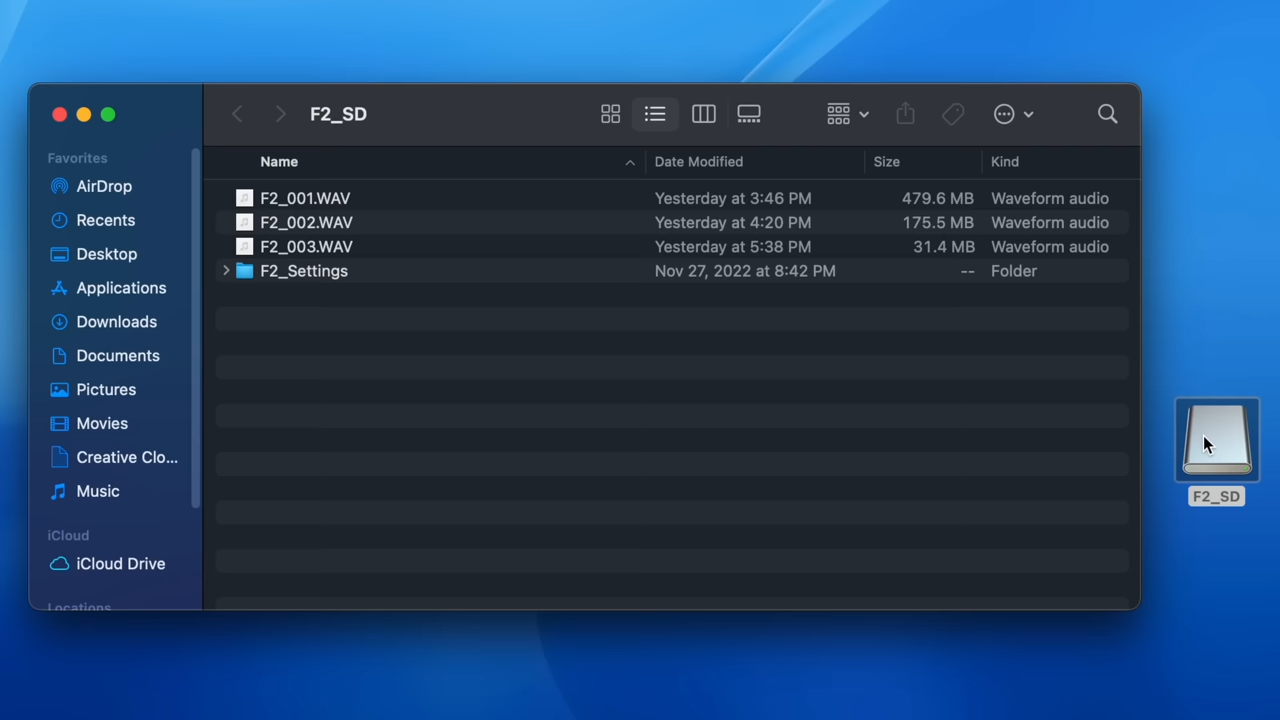 F2_SD
Favorites
AirDrop
Recents
Desktop
Applications
Downloads
Documents
Pictures
Movies
Creative Clo...
Music
iCloud
iCloud Drive
Locations
Name Date Modified Size Kind
F2_001.WAV Yesterday at 3:46 PM 479.6 MB Waveform audio
F2_002.WAV Yesterday at 4:20 PM 175.5 MB Waveform audio
F2_003.WAV Yesterday at 5:38 PM 31.4 MB Waveform audio
F2_Settings Nov 27, 2022 at 8:42 PM -- Folder
F2_SD